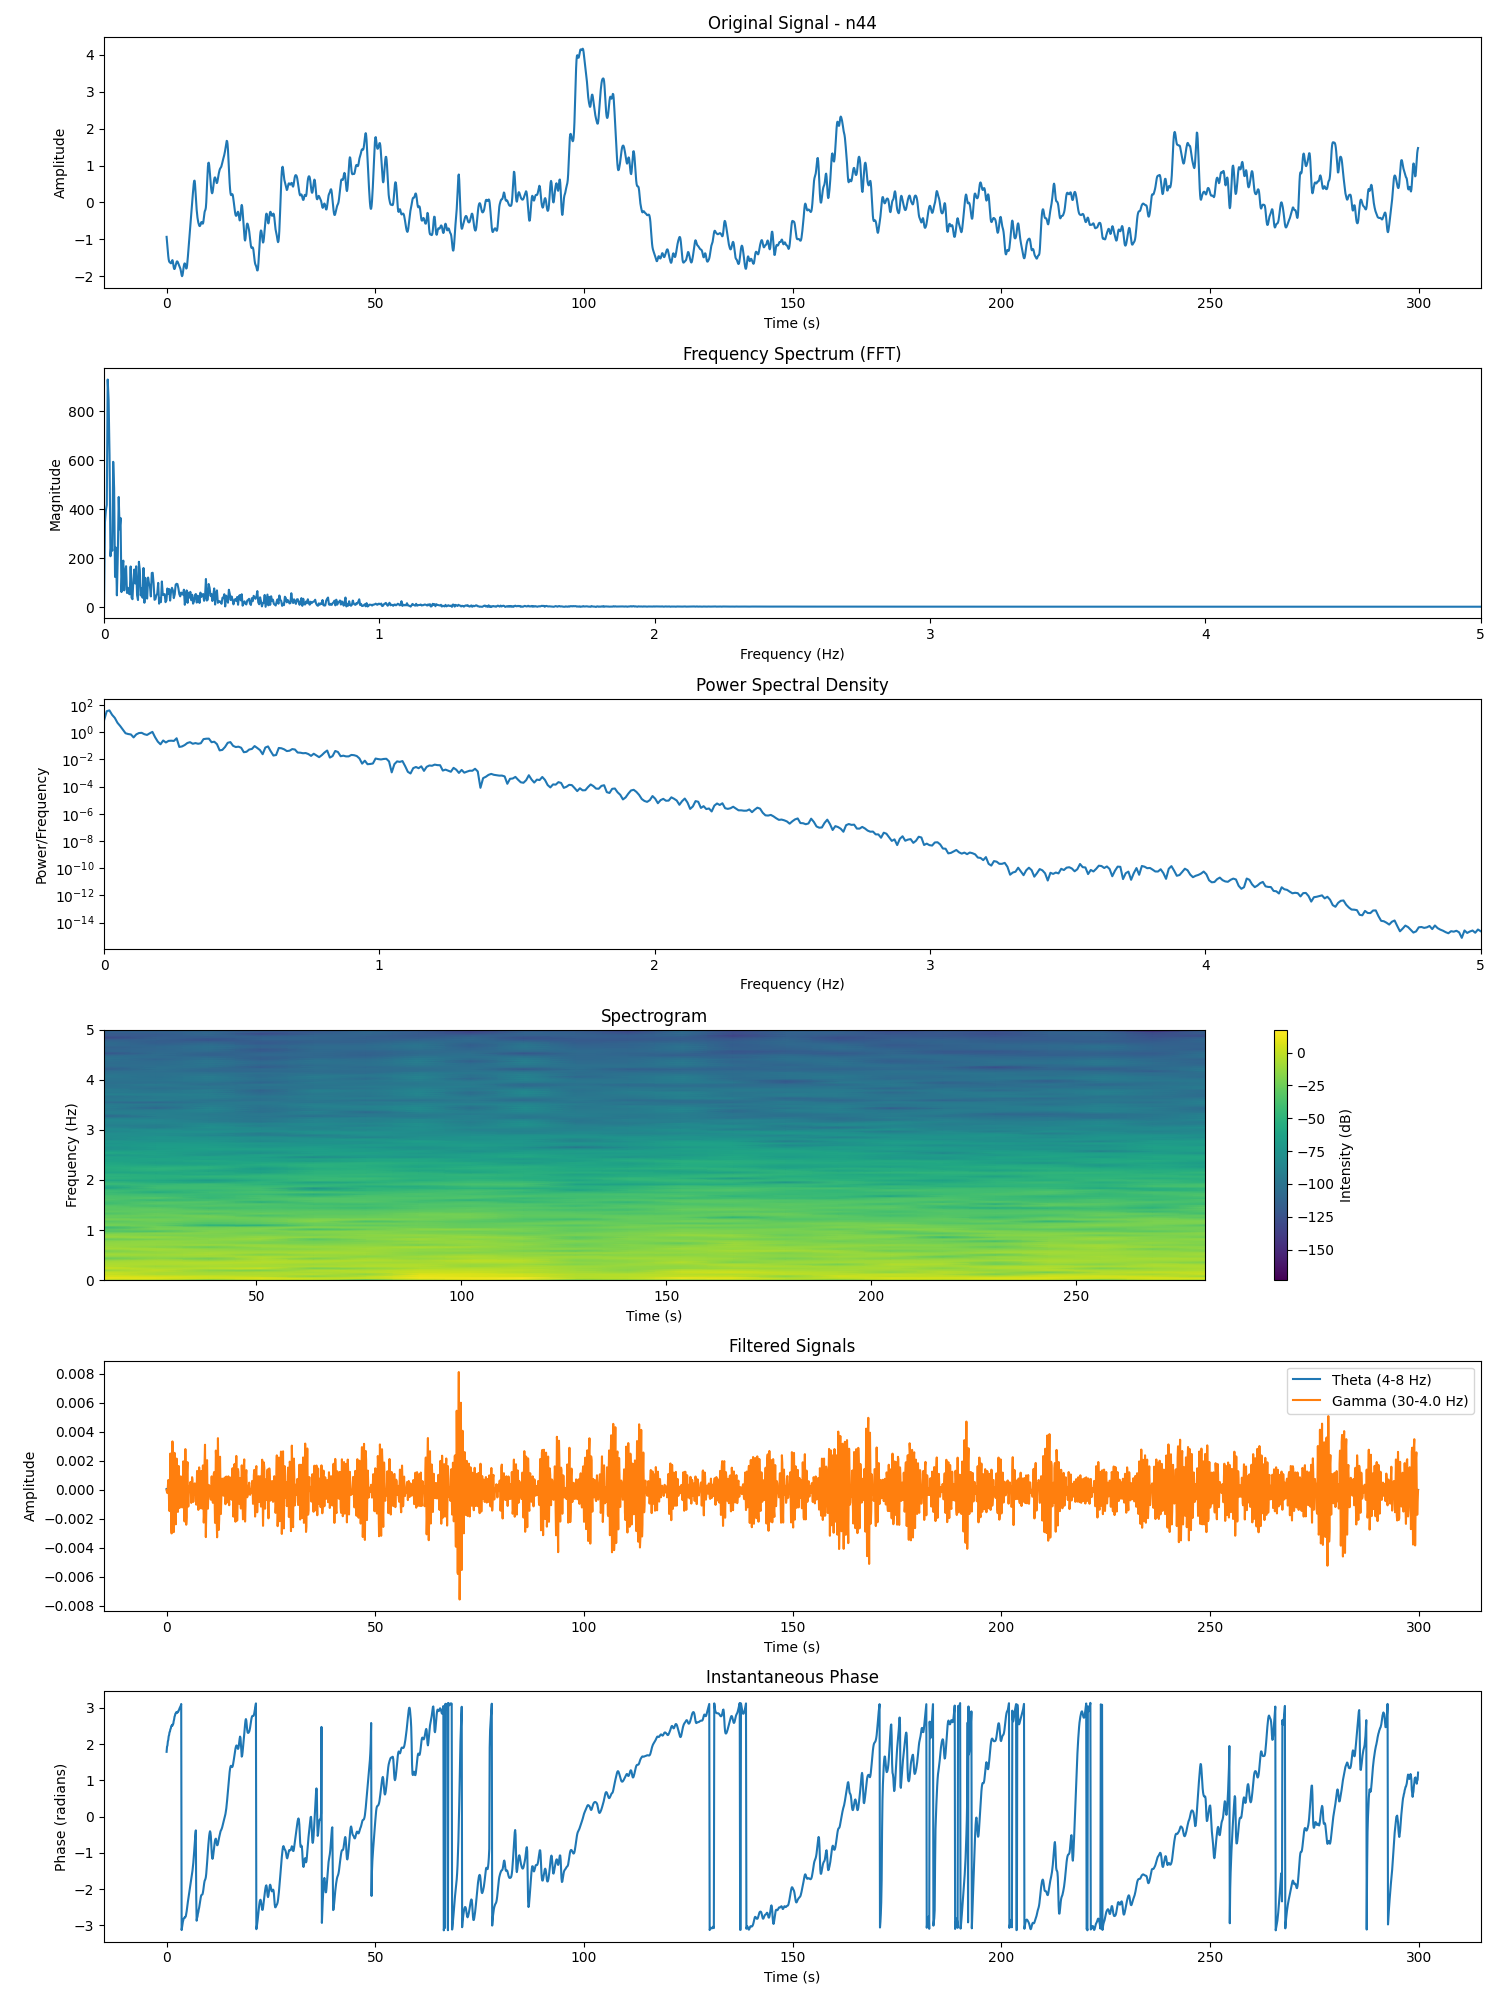 Original Signal - n44
4
3
2
1
0
−1
−2
Amplitude
0 50 100 150 200 250 300
Time (s)
Frequency Spectrum (FFT)
800
600
400
200
0
Magnitude
0 1 2 3 4 5
Frequency (Hz)
Power Spectral Density
10^2
10^0
10^−2
10^−4
10^−6
10^−8
10^−10
10^−12
10^−14
Power/Frequency
0 1 2 3 4 5
Frequency (Hz)
Spectrogram
5
4
3
2
1
0
Frequency (Hz)
50 100 150 200 250
Time (s)
0
−25
−50
−75
−100
−125
−150
Intensity (dB)
Filtered Signals
0.008
0.006
0.004
0.002
0.000
−0.002
−0.004
−0.006
−0.008
Amplitude
Theta (4-8 Hz)
Gamma (30-4.0 Hz)
0 50 100 150 200 250 300
Time (s)
Instantaneous Phase
3
2
1
0
−1
−2
−3
Phase (radians)
0 50 100 150 200 250 300
Time (s)